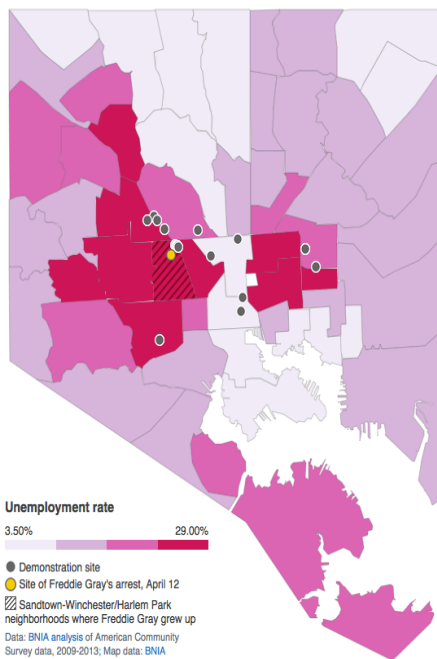 Unemployment rate
3.50% 29.00%
Demonstration site
Site of Freddie Gray's arrest, April 12
Sandtown-Winchester/Harlem Park
neighborhoods where Freddie Gray grew up
Data: BNIA analysis of American Community
Survey data, 2009-2013; Map data: BNIA